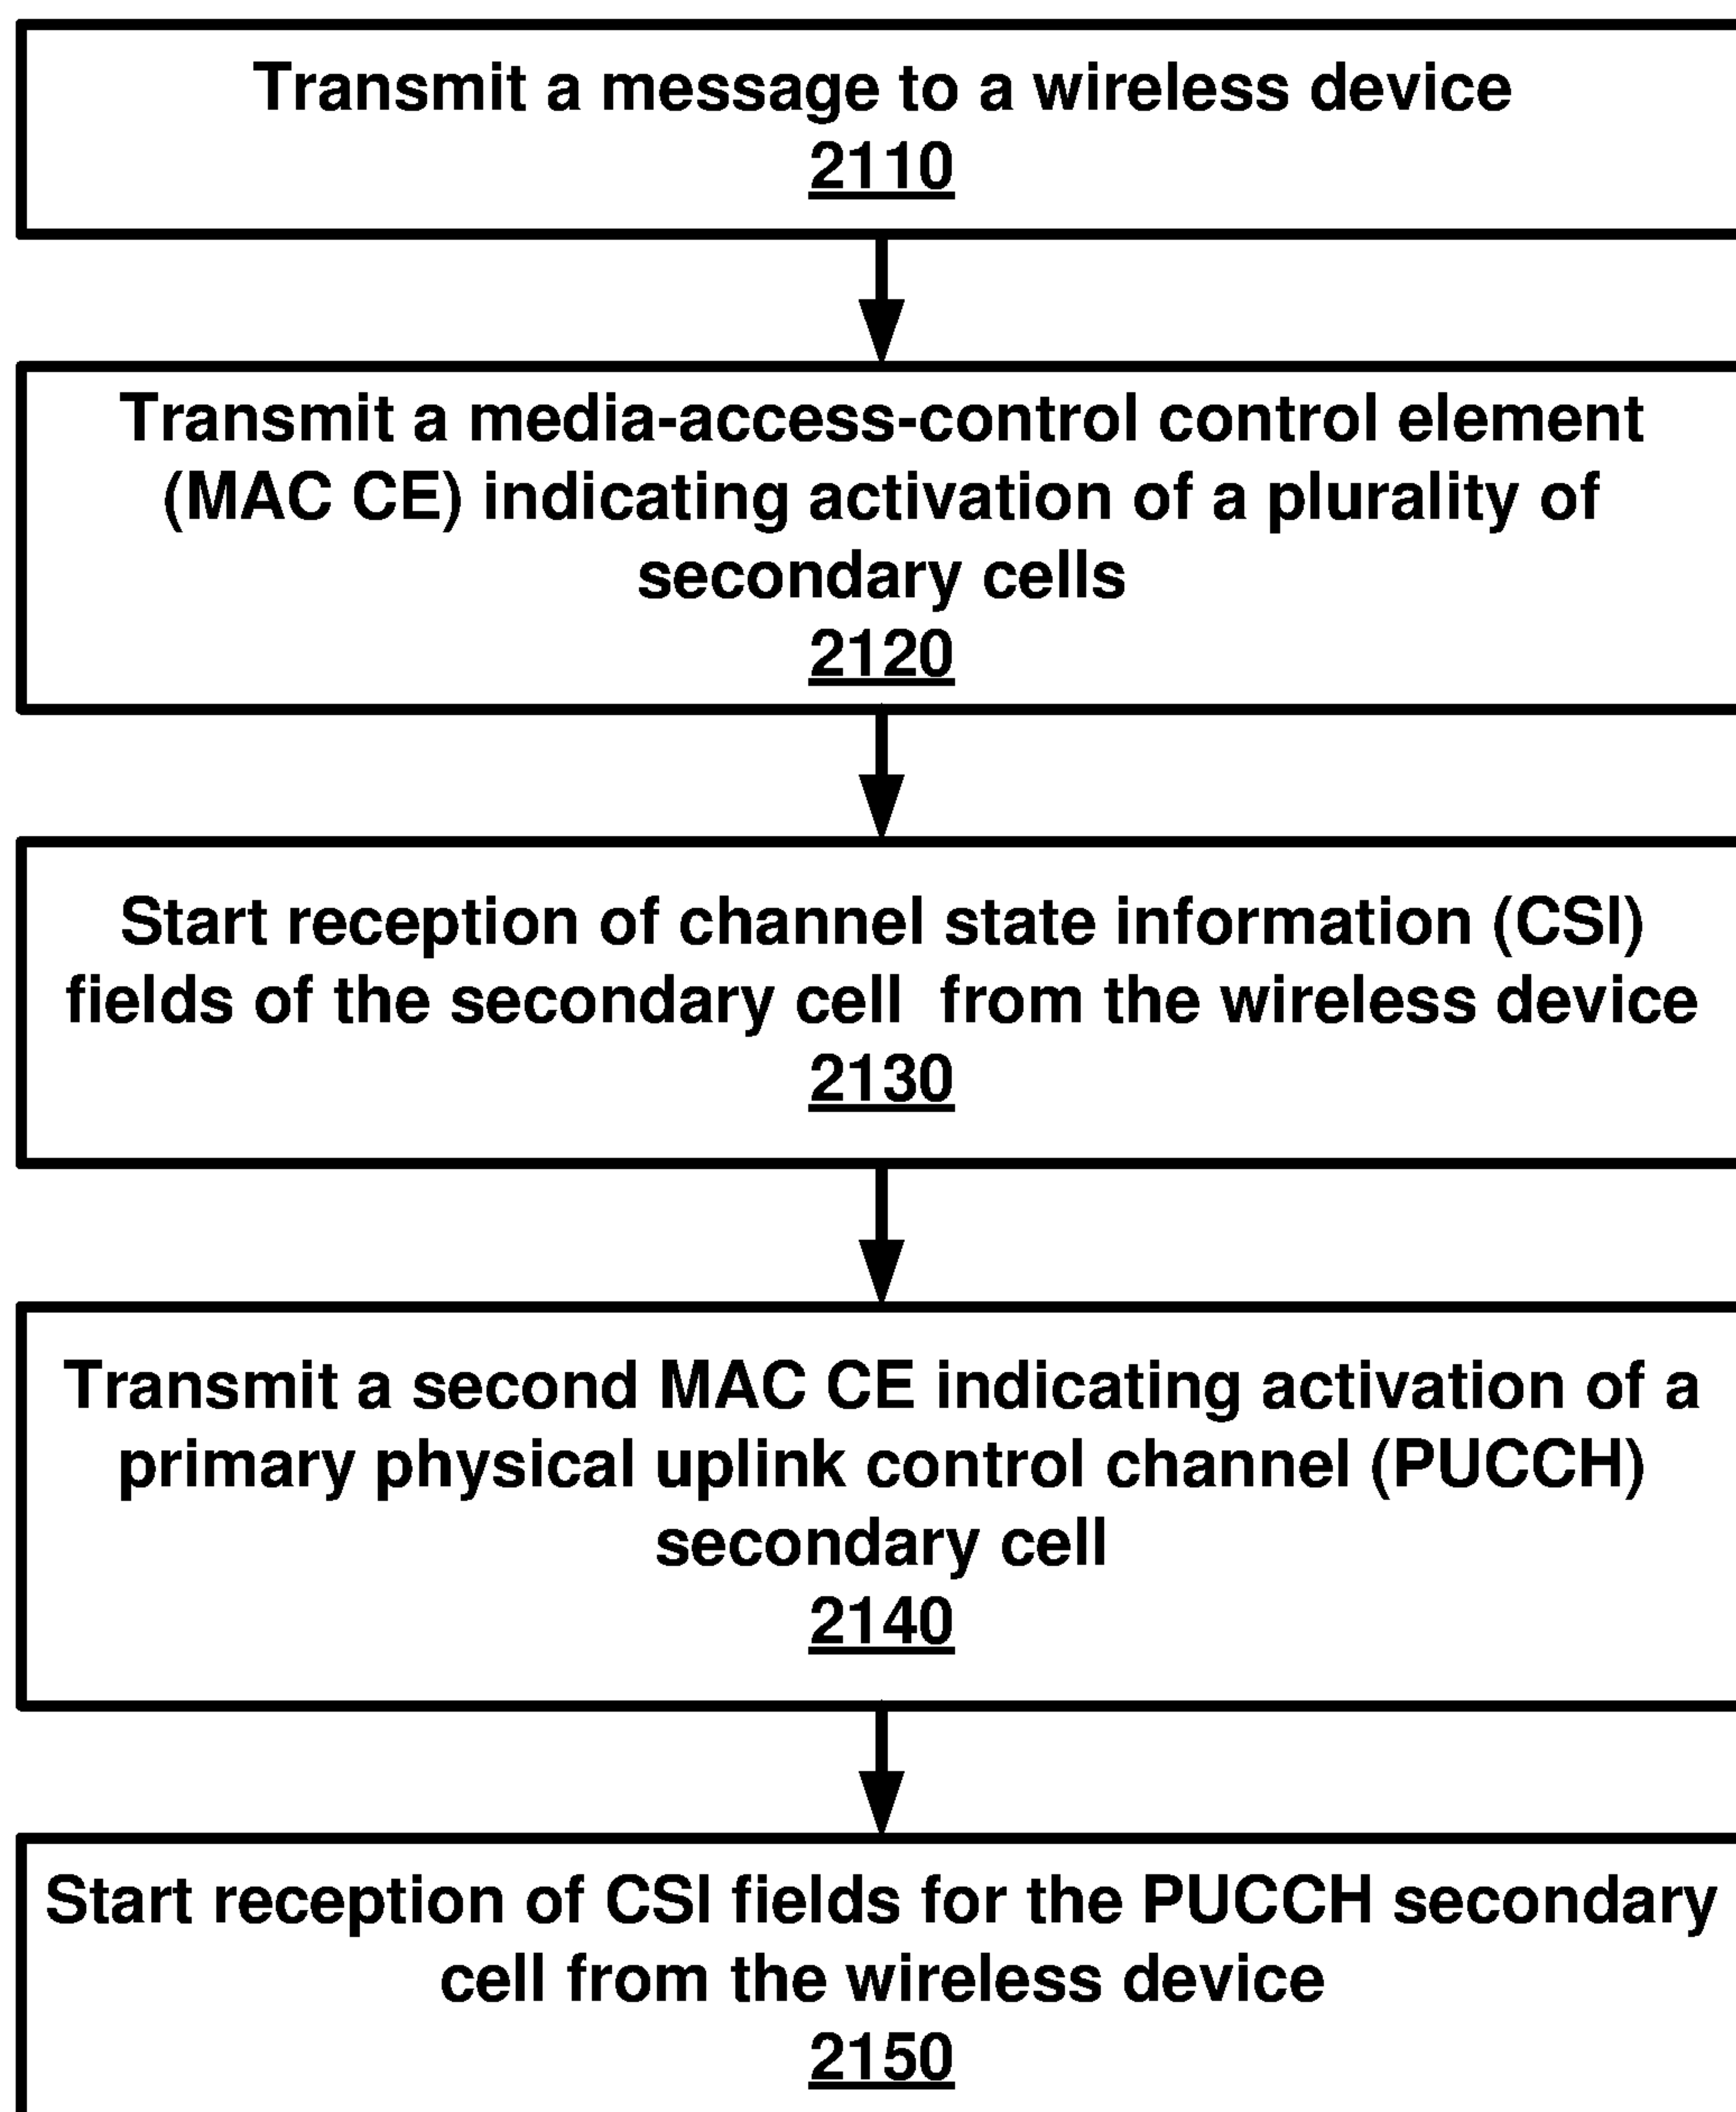 Transmit a message to a wireless device
2110
Transmit a media-access-control control element
(MAC CE) indicating activation of a plurality of
secondary cells
2120
Start reception of channel state information (CSI)
fields of the secondary cell from the wireless device
2130
Transmit a second MAC CE indicating activation of a
primary physical uplink control channel (PUCCH)
secondary cell
2140
Start reception of CSI fields for the PUCCH secondary
cell from the wireless device
2150